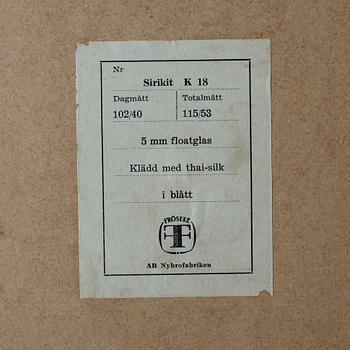 Nr
Sirikit K 18
Dagmått Totalmått
102/40 115/53
5 mm floatglas
Klädd med thai-silk
i blått
FRÖSEKE
F
AB Nybrofabriken